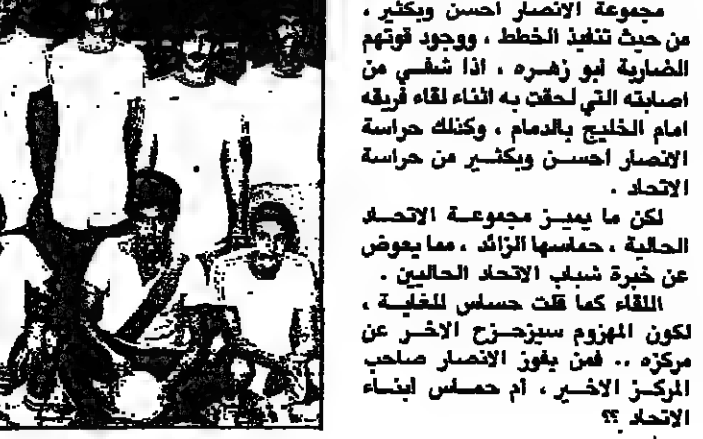 مجموعة الانصار احسن وبكثير ،
من حيث تنفيذ الخطط ، ووجود قوتهم
الضاربة ابو زهره ، اذا شفي من
اصابته التي لحقت به اثناء لقاء فريقه
امام الخليج بالدمام ، وكذلك حراسة
الانصار احسن وبكثير من حراسة
الاتحاد .
لكن ما يميز مجموعة الاتحاد
الحالية ، حماسها الزائد ، مما يعوض
عن خبرة شباب الاتحاد الحاليين .
اللقاء كما قلت حساس للغاية ،
لكون المهزوم سيزحزح الاخر عن
مركزه .. فمن يفوز الانصار صاحب
المركز الاخير ، أم حماس ابناء
الاتحاد ؟؟